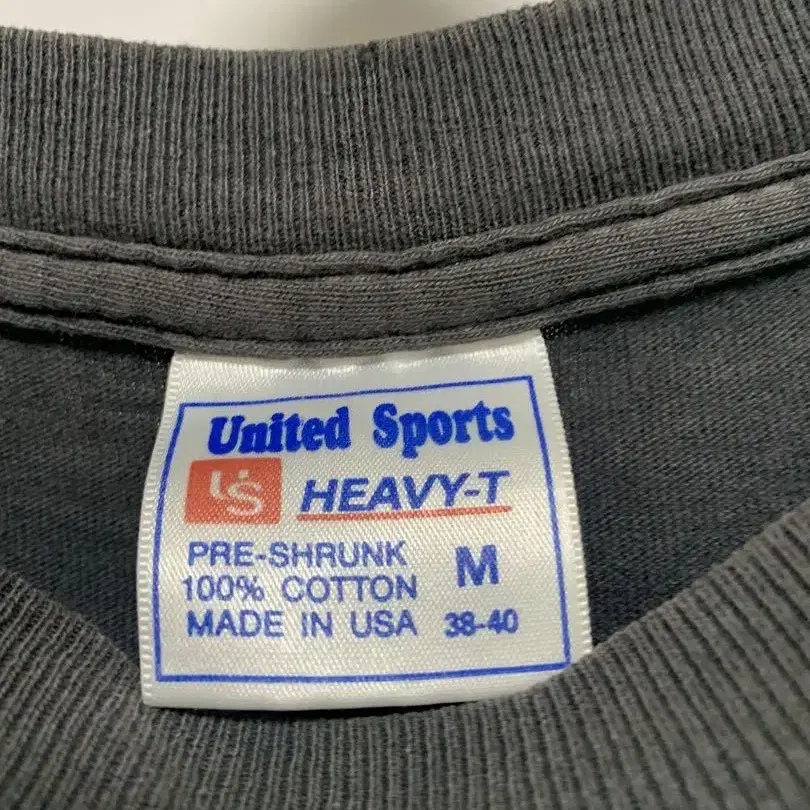 United Sports
US HEAVY-T
PRE-SHRUNK
100% COTTON M
MADE IN USA 38-40